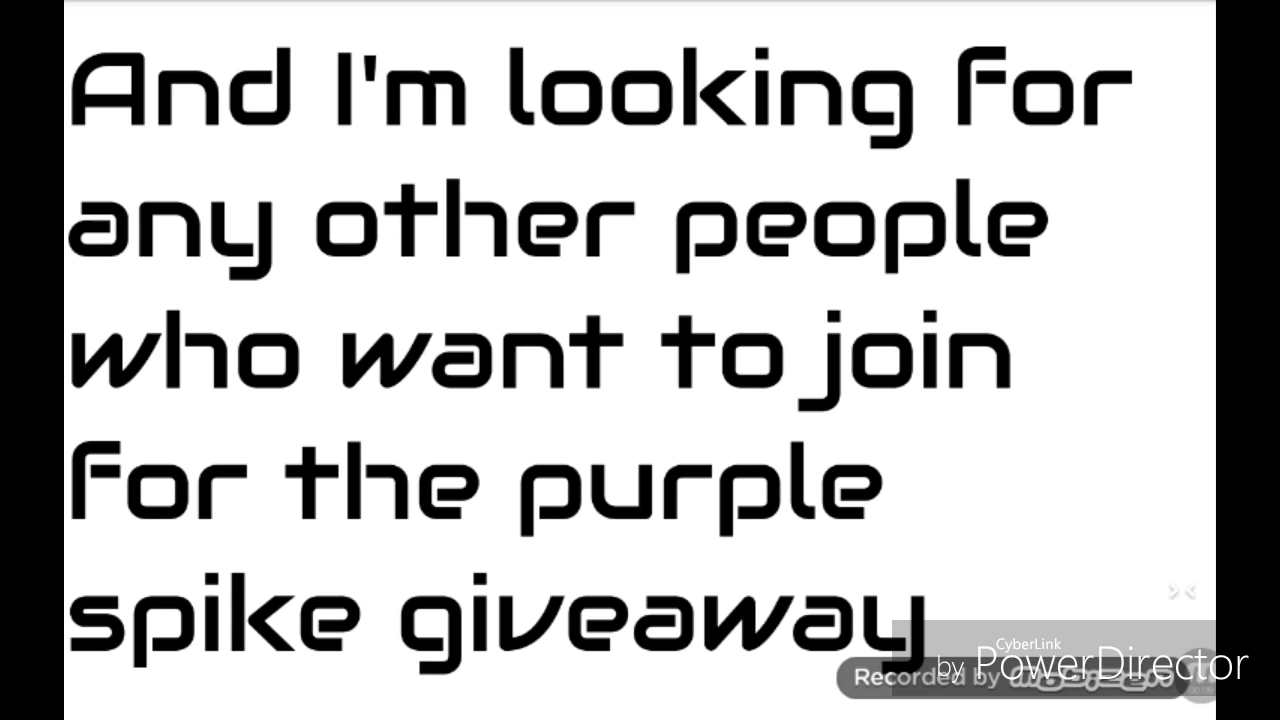 And I'm looking for
any other people
who want to join
for the purple
spike giveaway
CyberLink
by PowerDirector
Recorded by